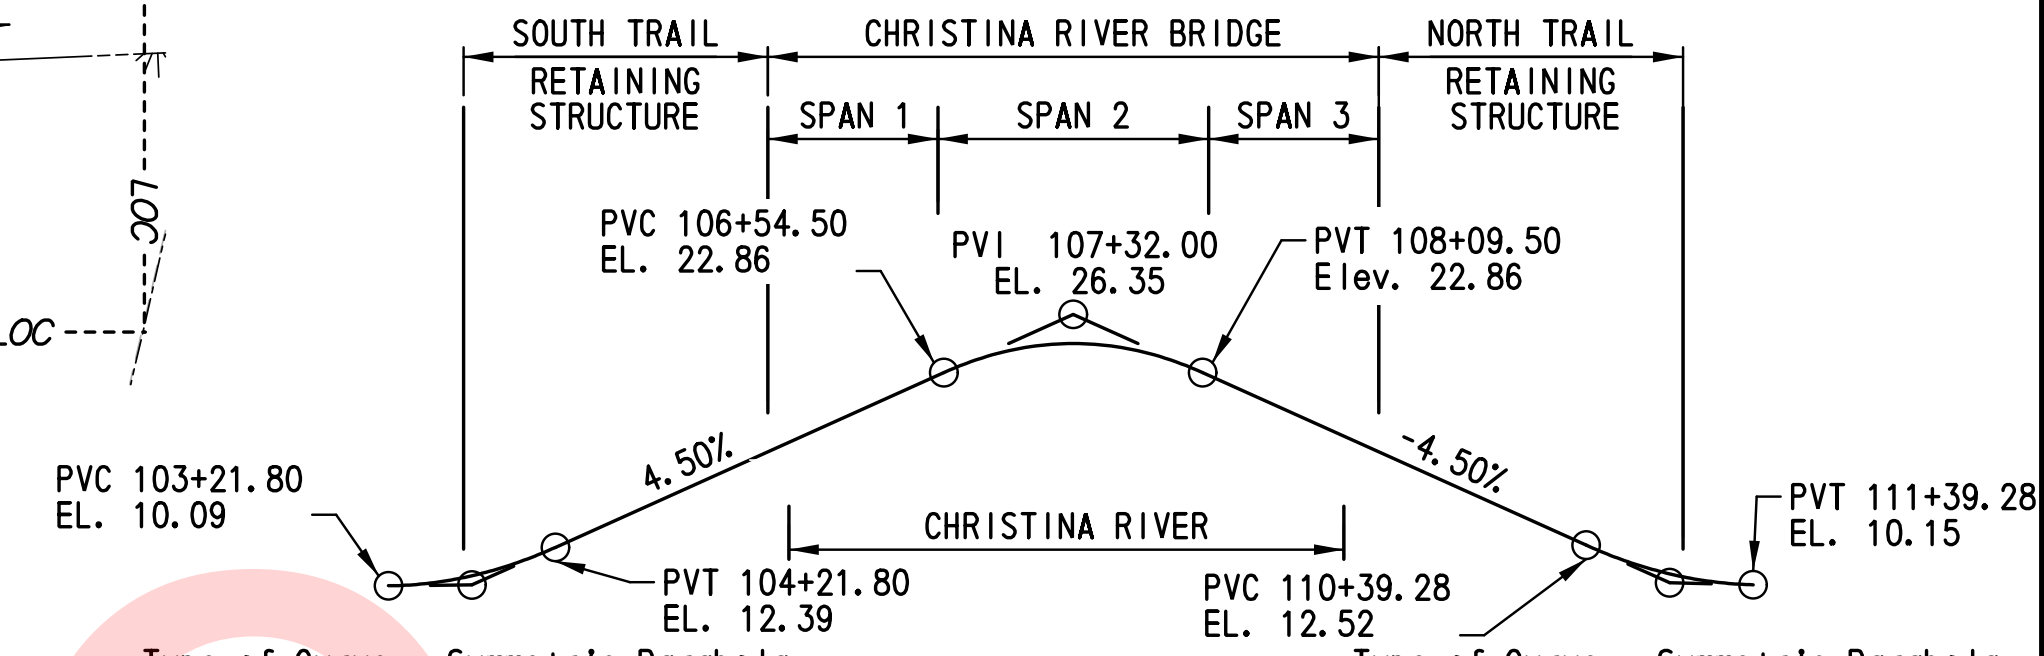 SOUTH TRAIL
RETAINING
STRUCTURE
CHRISTINA RIVER BRIDGE
NORTH TRAIL
RETAINING
STRUCTURE
SPAN 1
SPAN 2
SPAN 3
LOC
LOC
PVC 106+54.50
EL. 22.86
PVI 107+32.00
EL. 26.35
PVT 108+09.50
Elev. 22.86
4.50%
-4.50%
PVC 103+21.80
EL. 10.09
CHRISTINA RIVER
PVT 111+39.28
EL. 10.15
PVT 104+21.80
EL. 12.39
PVC 110+39.28
EL. 12.52